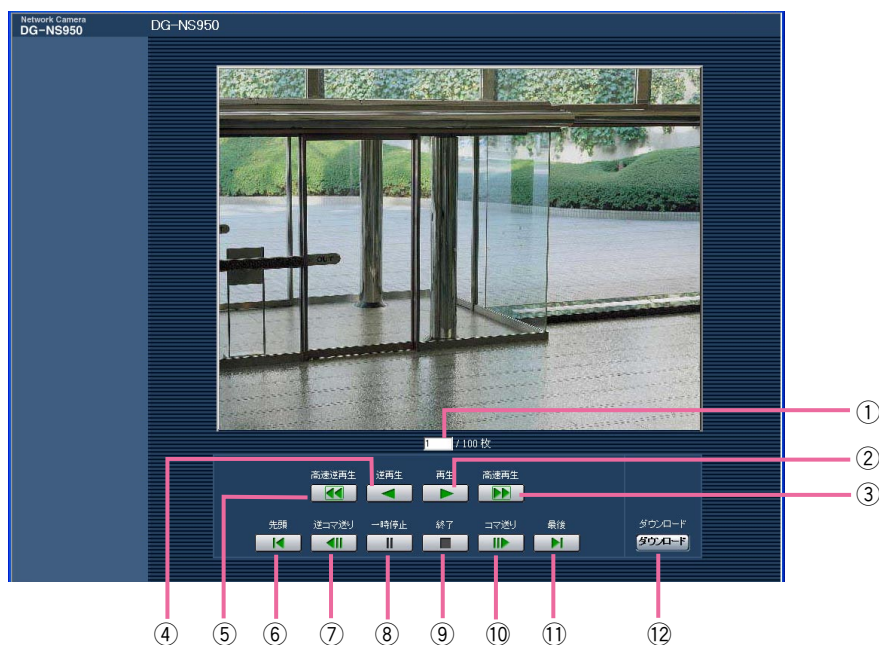 Network Camera
DG-NS950
DG-NS950
OUT
1 / 100 枚
①
②
③
高速逆再生 逆再生 再生 高速再生
④
⑤
先頭 逆コマ送り 一時停止 終了 コマ送り 最後 ダウンロード
ダウンロード
⑥ ⑦ ⑧ ⑨ ⑩ ⑪ ⑫